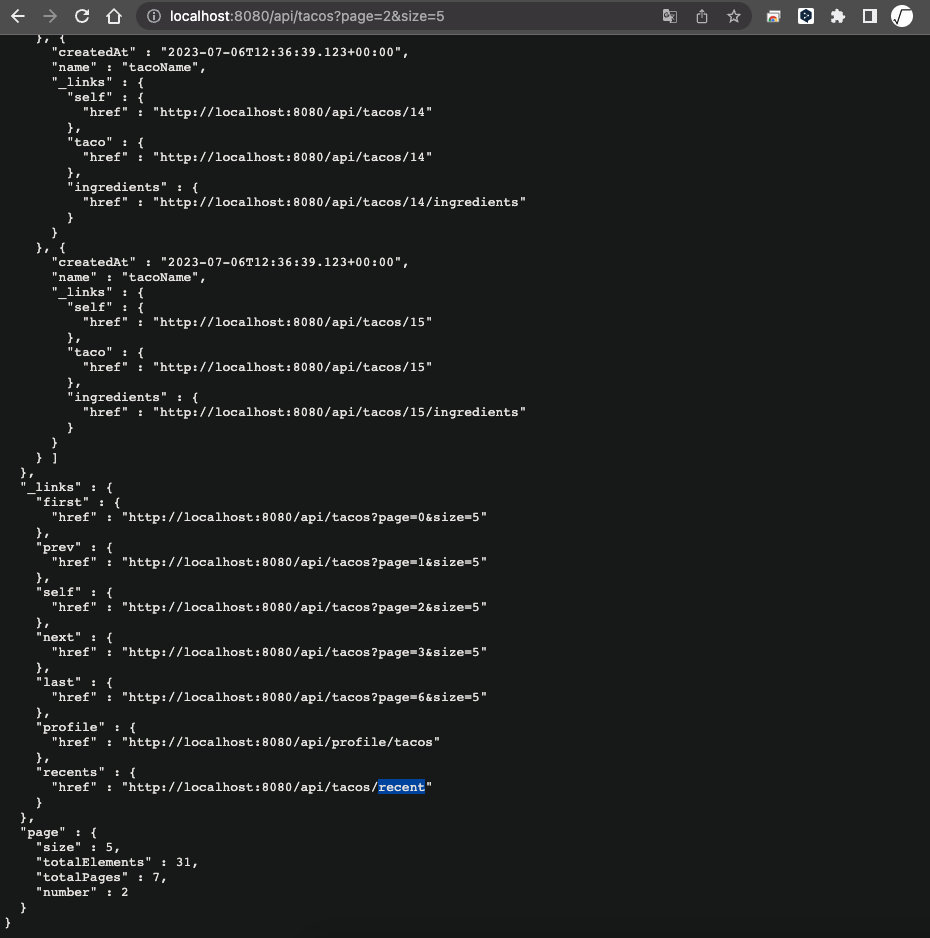 localhost:8080/api/tacos?page=2&size=5
}, {
"createdAt" : "2023-07-06T12:36:39.123+00:00",
"name" : "tacoName",
"_links" : {
"self" : {
"href" : "http://localhost:8080/api/tacos/14"
},
"taco" : {
"href" : "http://localhost:8080/api/tacos/14"
},
"ingredients" : {
"href" : "http://localhost:8080/api/tacos/14/ingredients"
}
}
}, {
"createdAt" : "2023-07-06T12:36:39.123+00:00",
"name" : "tacoName",
"_links" : {
"self" : {
"href" : "http://localhost:8080/api/tacos/15"
},
"taco" : {
"href" : "http://localhost:8080/api/tacos/15"
},
"ingredients" : {
"href" : "http://localhost:8080/api/tacos/15/ingredients"
}
}
} ]
},
"_links" : {
"first" : {
"href" : "http://localhost:8080/api/tacos?page=0&size=5"
},
"prev" : {
"href" : "http://localhost:8080/api/tacos?page=1&size=5"
},
"self" : {
"href" : "http://localhost:8080/api/tacos?page=2&size=5"
},
"next" : {
"href" : "http://localhost:8080/api/tacos?page=3&size=5"
},
"last" : {
"href" : "http://localhost:8080/api/tacos?page=6&size=5"
},
"profile" : {
"href" : "http://localhost:8080/api/profile/tacos"
},
"recents" : {
"href" : "http://localhost:8080/api/tacos/recent"
}
},
"page" : {
"size" : 5,
"totalElements" : 31,
"totalPages" : 7,
"number" : 2
}
}